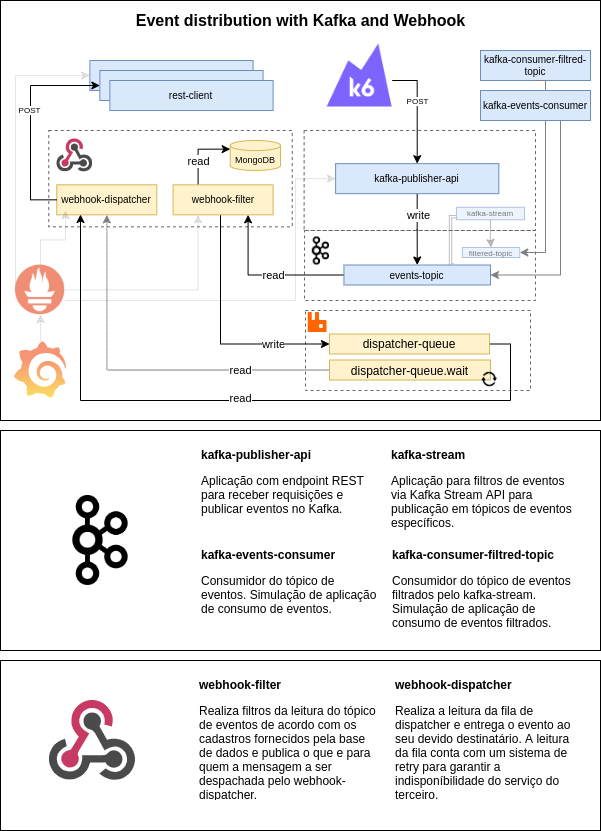 Event distribution with Kafka and Webhook
kafka-consumer-filtred-
topic
kafka-events-consumer
rest-client
k6
POST
POST
MongoDB
read
webhook-dispatcher
webhook-filter
kafka-publisher-api
write
kafka-stream
filtered-topic
read
events-topic
write
dispatcher-queue
read
dispatcher-queue.wait
read
kafka-publisher-api
Aplicação com endpoint REST
para receber requisições e
publicar eventos no Kafka.
kafka-stream
Aplicação para filtros de eventos
via Kafka Stream API para
publicação em tópicos de eventos
específicos.
kafka-events-consumer
Consumidor do tópico de
eventos. Simulação de aplicação
de consumo de eventos.
kafka-consumer-filtred-topic
Consumidor do tópico de eventos
filtrados pelo kafka-stream.
Simulação de aplicação de
consumo de eventos filtrados.
webhook-filter
Realiza filtros da leitura do tópico
de eventos de acordo com os
cadastros fornecidos pela base
de dados e publica o que e para
quem a mensagem a ser
despachada pelo webhook-
dispatcher.
webhook-dispatcher
Realiza a leitura da fila de
dispatcher e entrega o evento ao
seu devido destinatário. A leitura
da fila conta com um sistema de
retry para garantir a
indisponíbilidade do serviço do
terceiro.